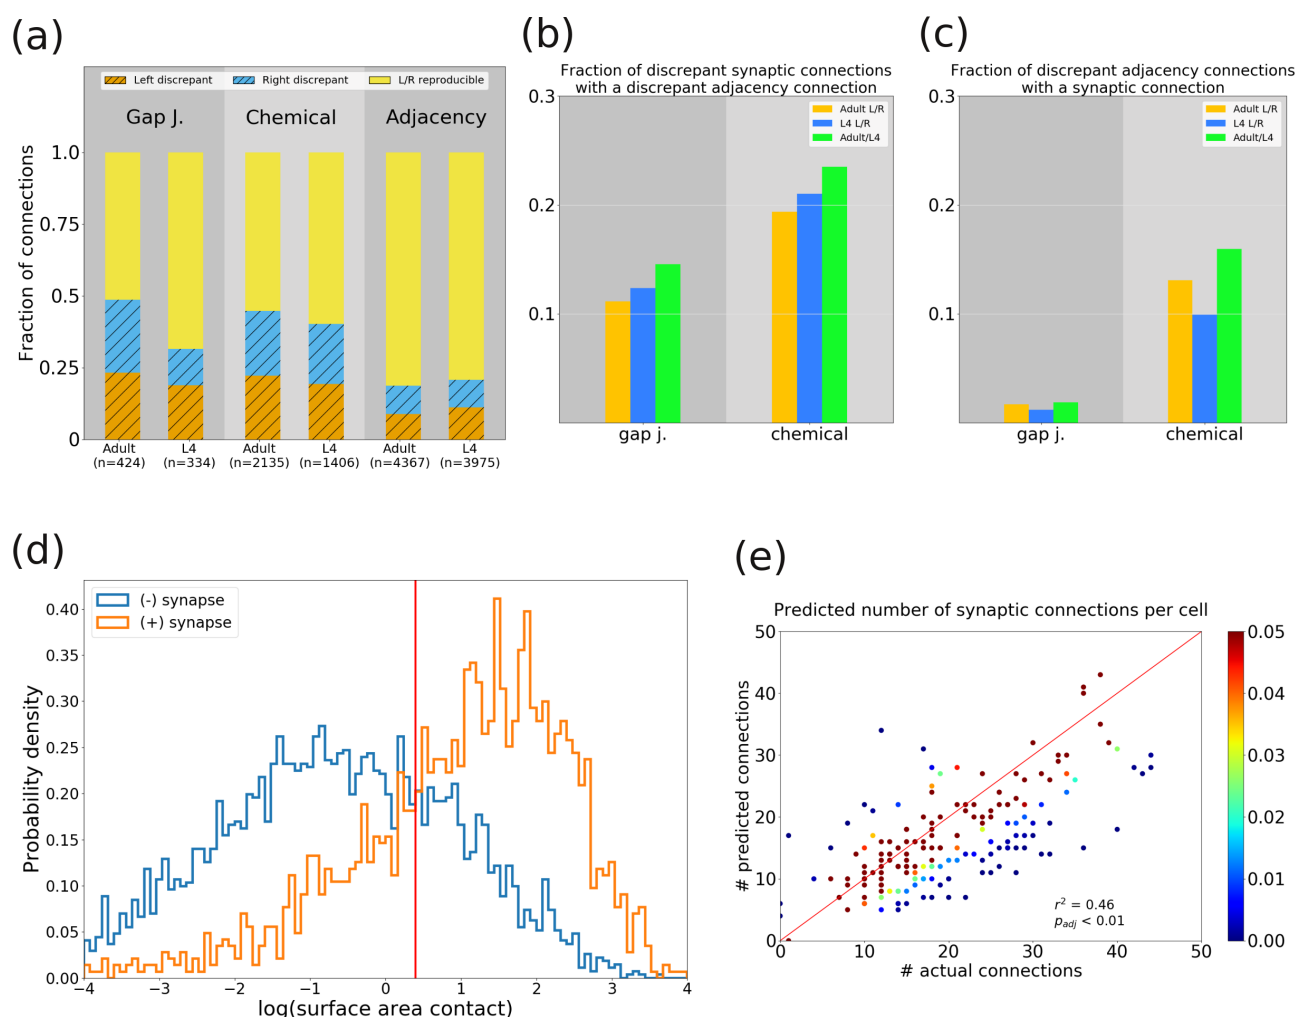 (a)
Left discrepant
Right discrepant
L/R reproducible
Gap J.
Chemical
Adjacency
Fraction of connections
1.0
0.75
0.5
0.25
0
Adult
(n=424)
L4
(n=334)
Adult
(n=2135)
L4
(n=1406)
Adult
(n=4367)
L4
(n=3975)
(b)
Fraction of discrepant synaptic connections
with a discrepant adjacency connection
0.3
0.2
0.1
Adult L/R
L4 L/R
Adult/L4
gap j.
chemical
(c)
Fraction of discrepant adjacency connections
with a synaptic connection
0.3
0.2
0.1
Adult L/R
L4 L/R
Adult/L4
gap j.
chemical
(d)
(-) synapse
(+) synapse
Probability density
0.40
0.35
0.30
0.25
0.20
0.15
0.10
0.05
0.00
−4
−3
−2
−1
0
1
2
3
4
log(surface area contact)
(e)
Predicted number of synaptic connections per cell
# predicted connections
50
40
30
20
10
0
0
10
20
30
40
50
# actual connections
r² = 0.46
p_adj < 0.01
0.05
0.04
0.03
0.02
0.01
0.00